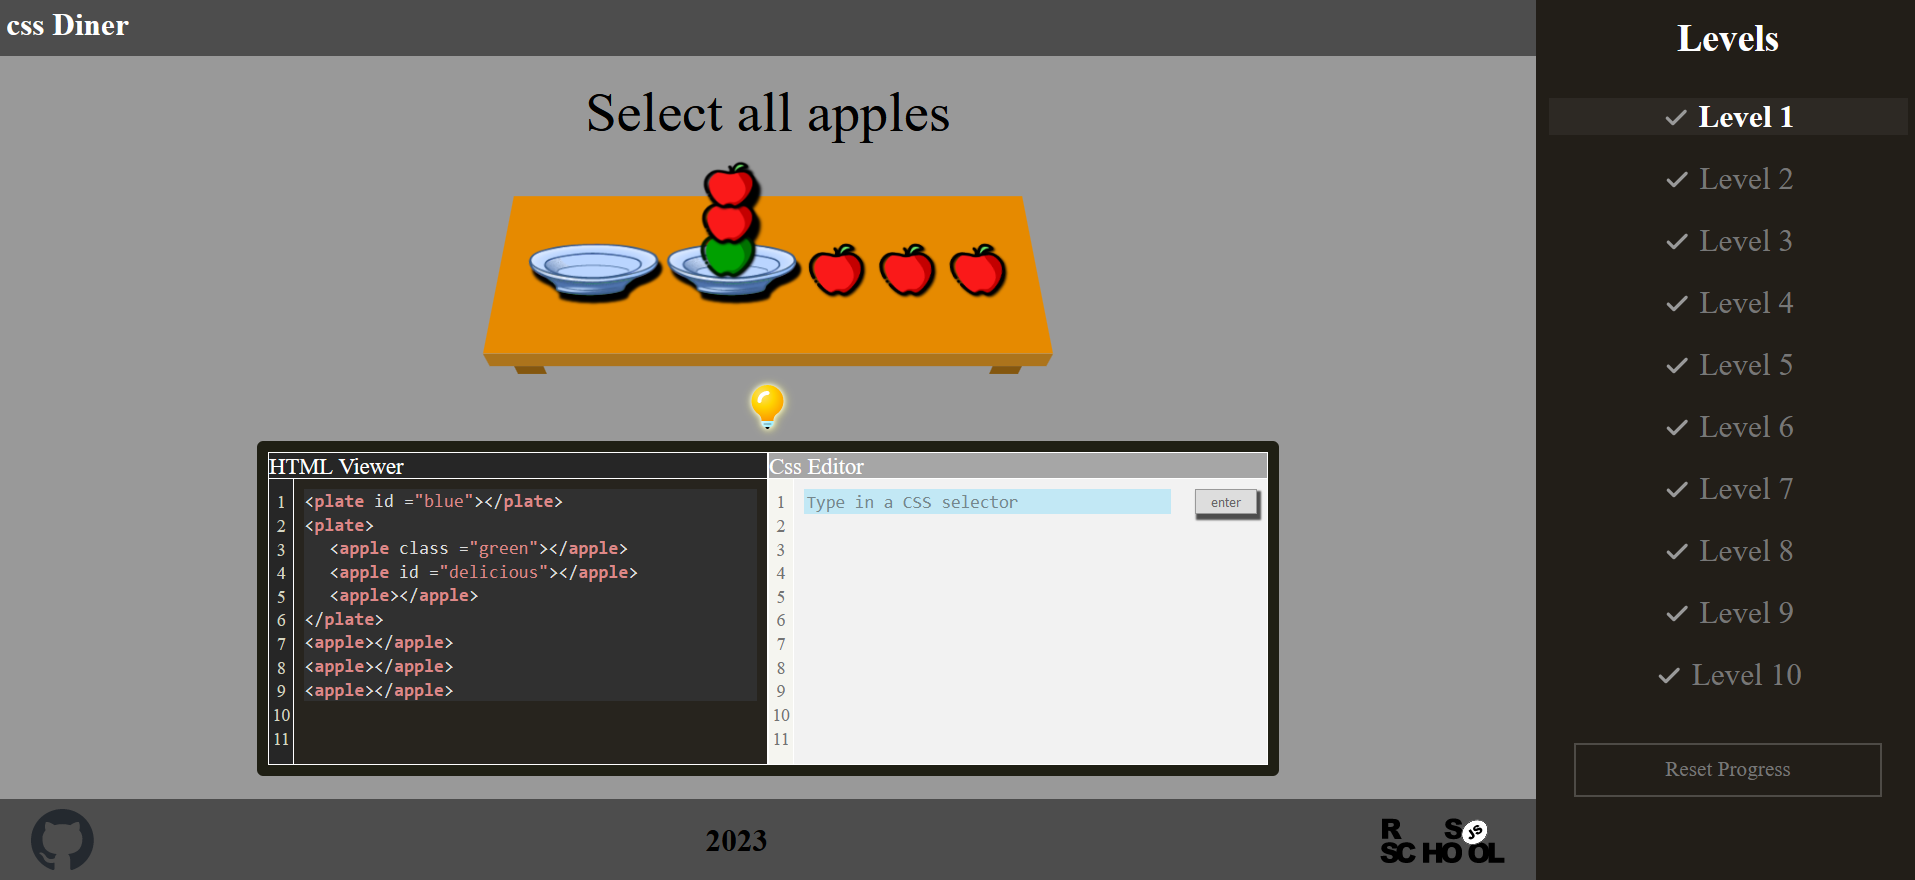 css Diner
Select all apples
HTML Viewer
1 <plate id ="blue"></plate>
2 <plate>
3 <apple class ="green"></apple>
4 <apple id ="delicious"></apple>
5 <apple></apple>
6 </plate>
7 <apple></apple>
8 <apple></apple>
9 <apple></apple>
10
11
Css Editor
1 Type in a CSS selector enter
2
3
4
5
6
7
8
9
10
11
2023
R S JS
SCHOOL
Levels
Level 1
Level 2
Level 3
Level 4
Level 5
Level 6
Level 7
Level 8
Level 9
Level 10
Reset Progress